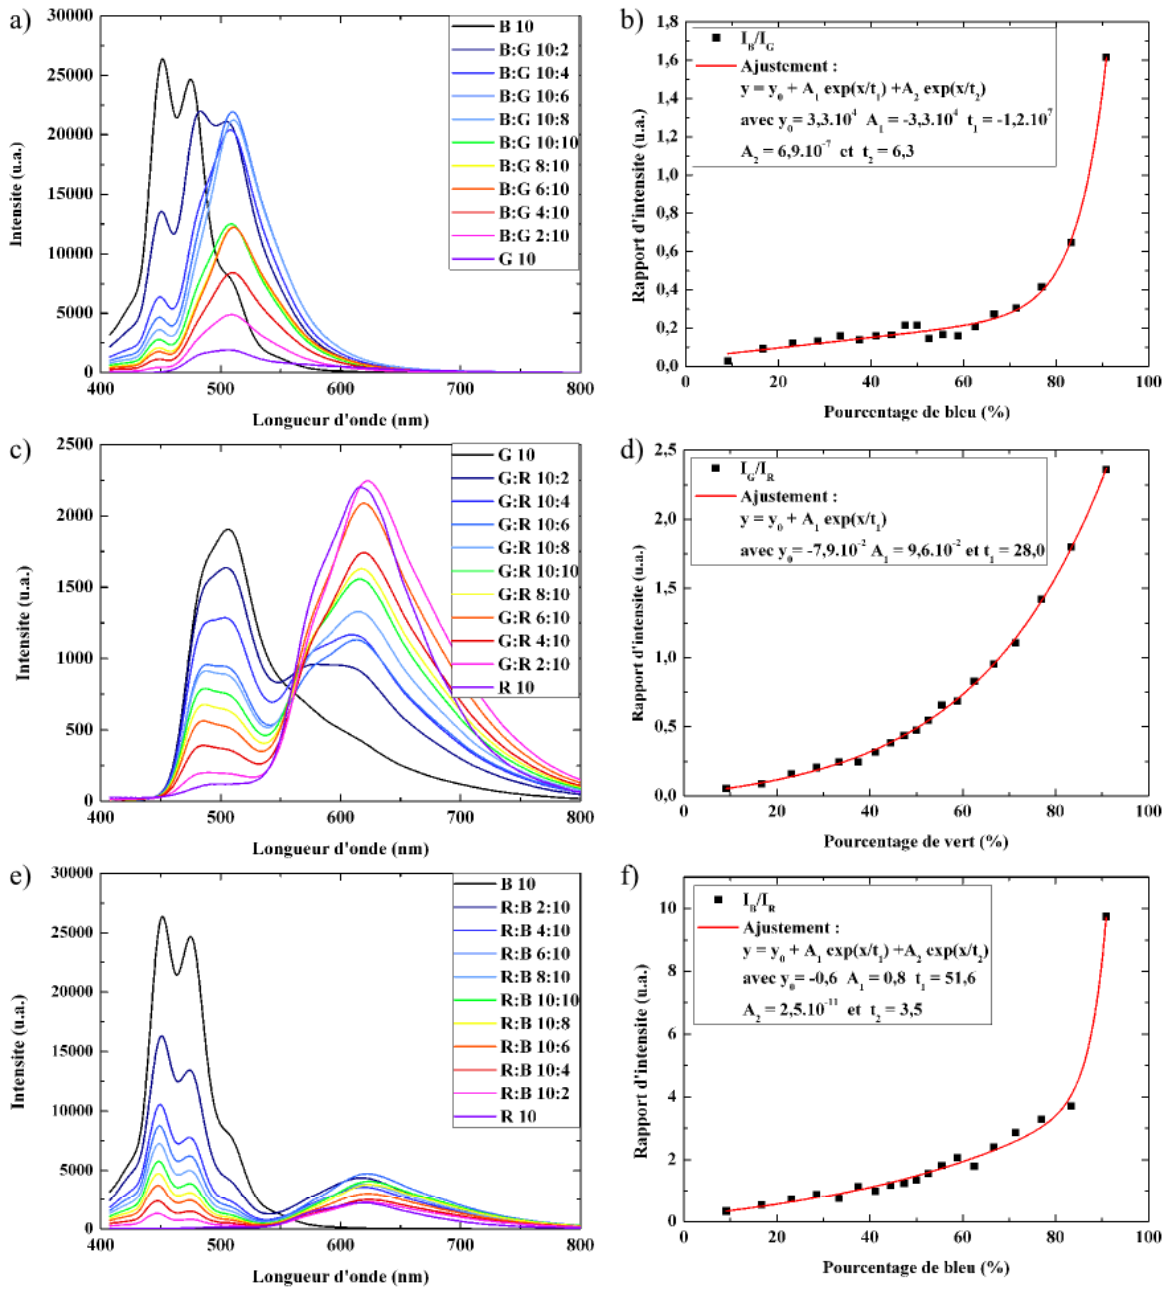 a)
30000
25000
20000
15000
10000
5000
0
400
500
600
700
800
Intensite (u.a.)
Longueur d'onde (nm)
B 10
B:G 10:2
B:G 10:4
B:G 10:6
B:G 10:8
B:G 10:10
B:G 8:10
B:G 6:10
B:G 4:10
B:G 2:10
G 10
b)
1,8
1,6
1,4
1,2
1,0
0,8
0,6
0,4
0,2
0,0
0
20
40
60
80
100
Rapport d'intensite (u.a.)
Pourcentage de bleu (%)
I_B/I_G
Ajustement :
y = y_0 + A_1 exp(x/t_1) +A_2 exp(x/t_2)
avec y_0= 3,3.10^4 A_1 = -3,3.10^4 t_1 = -1,2.10^7
A_2 = 6,9.10^-7 et t_2 = 6,3
c)
2500
2000
1500
1000
500
0
400
500
600
700
800
Intensite (u.a.)
Longueur d'onde (nm)
G 10
G:R 10:2
G:R 10:4
G:R 10:6
G:R 10:8
G:R 10:10
G:R 8:10
G:R 6:10
G:R 4:10
G:R 2:10
R 10
d)
2,5
2,0
1,5
1,0
0,5
0,0
0
20
40
60
80
100
Rapport d'intensite (u.a.)
Pourcentage de vert (%)
I_G/I_R
Ajustement :
y = y_0 + A_1 exp(x/t_1)
avec y_0= -7,9.10^-2 A_1 = 9,6.10^-2 et t_1 = 28,0
e)
30000
25000
20000
15000
10000
5000
0
400
500
600
700
800
Intensite (u.a.)
Longueur d'onde (nm)
B 10
R:B 2:10
R:B 4:10
R:B 6:10
R:B 8:10
R:B 10:10
R:B 10:8
R:B 10:6
R:B 10:4
R:B 10:2
R 10
f)
10
8
6
4
2
0
0
20
40
60
80
100
Rapport d'intensite (u.a.)
Pourcentage de bleu (%)
I_B/I_R
Ajustement :
y = y_0 + A_1 exp(x/t_1) +A_2 exp(x/t_2)
avec y_0= -0,6 A_1 = 0,8 t_1 = 51,6
A_2 = 2,5.10^-11 et t_2 = 3,5